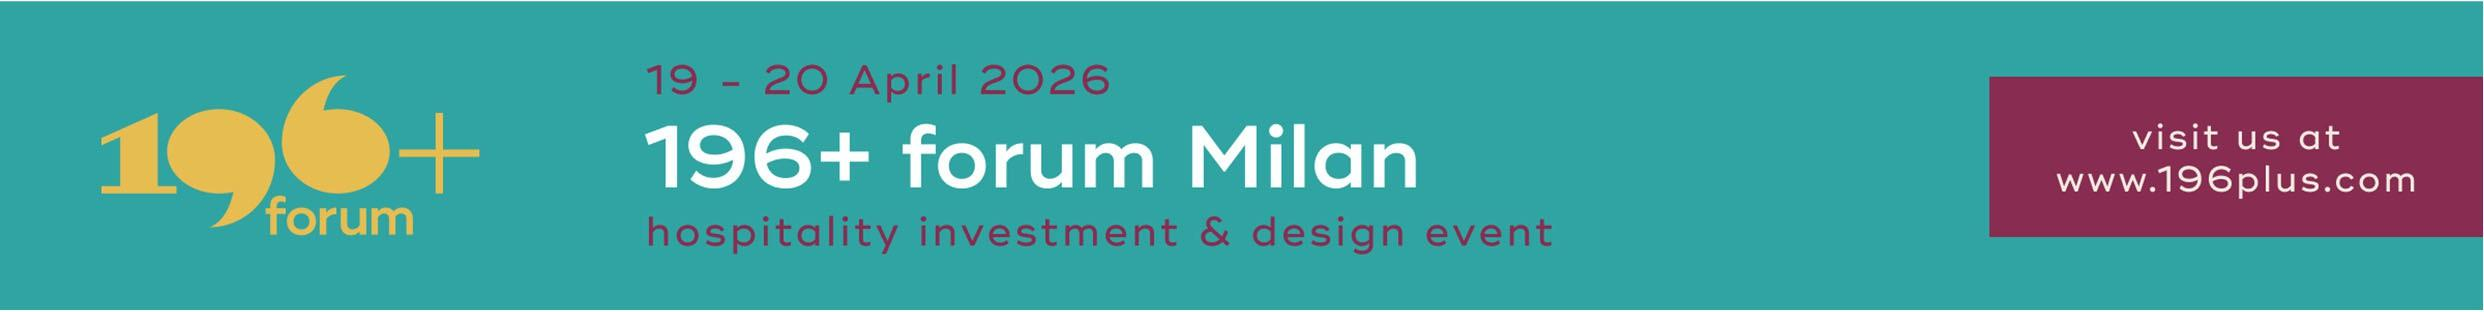 196+
forum
19 - 20 April 2026
196+ forum Milan
hospitality investment & design event
visit us at
www.196plus.com